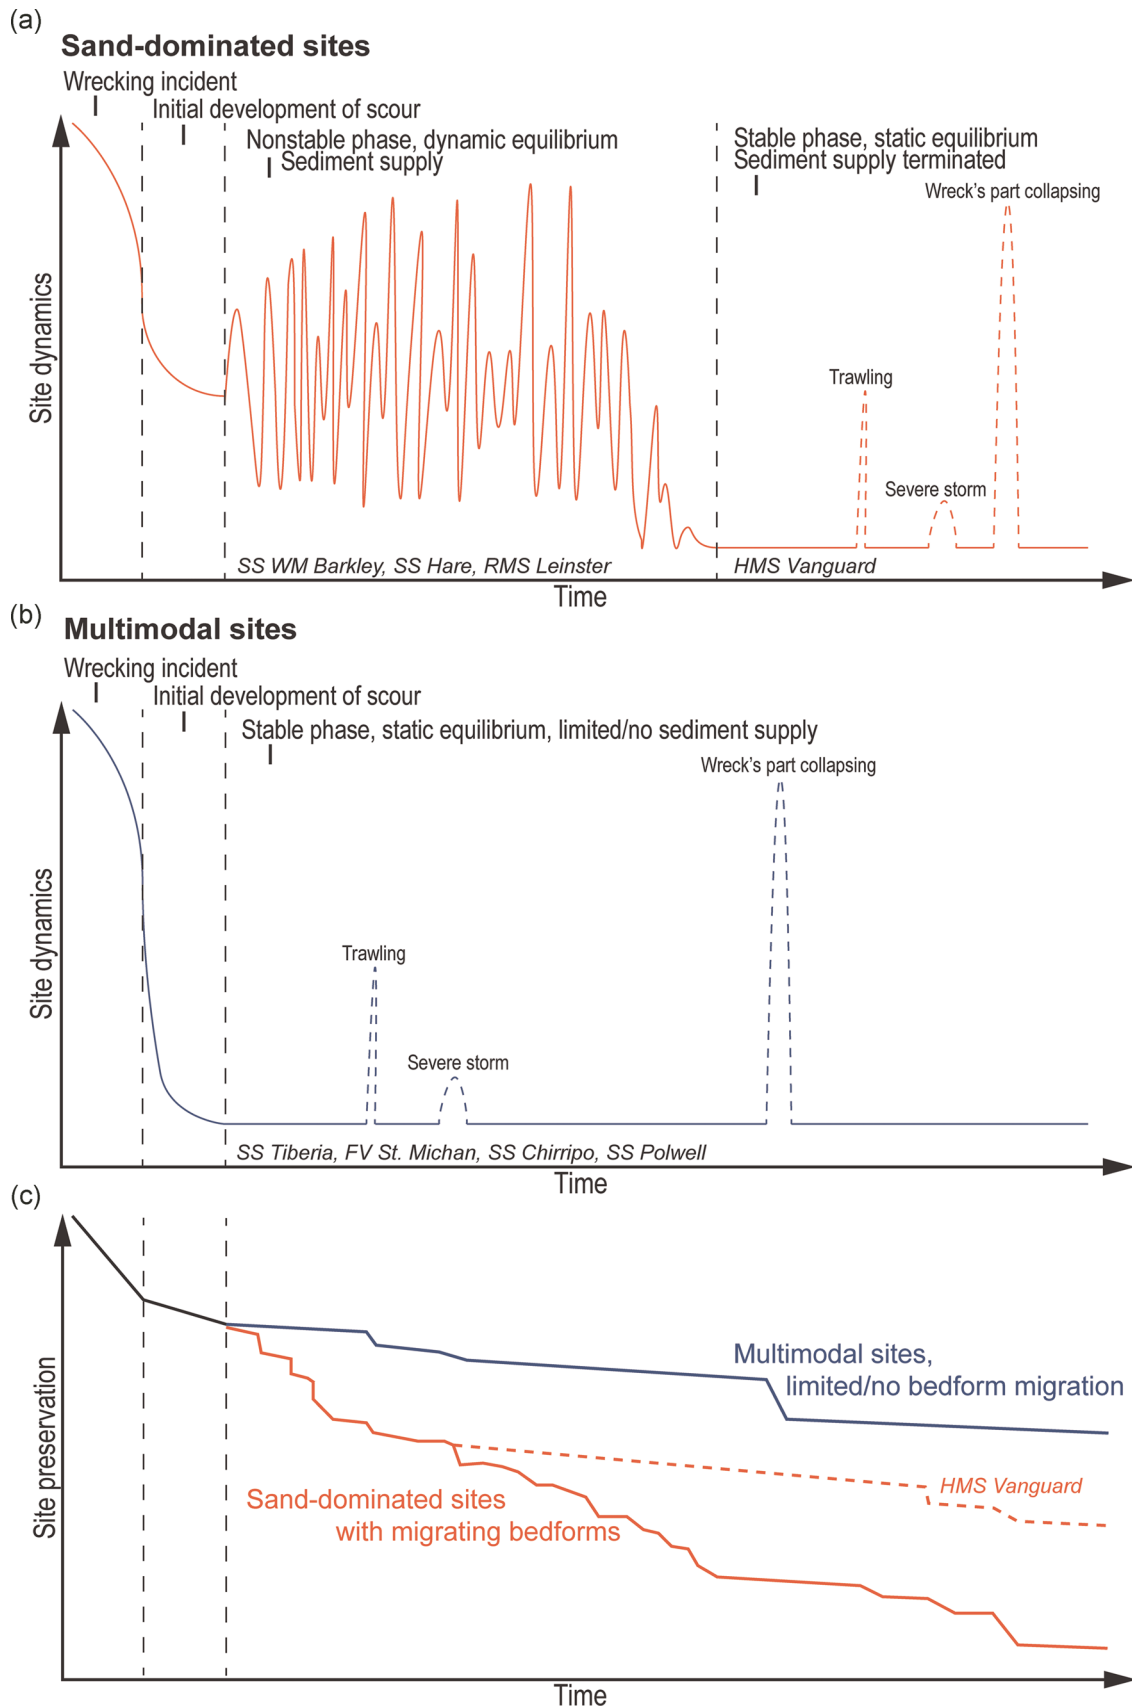 (a)
Sand-dominated sites
Wrecking incident
Initial development of scour
Nonstable phase, dynamic equilibrium
Sediment supply
Stable phase, static equilibrium
Sediment supply terminated
Wreck's part collapsing
Trawling
Severe storm
Site dynamics
SS WM Barkley, SS Hare, RMS Leinster
HMS Vanguard
Time
(b)
Multimodal sites
Wrecking incident
Initial development of scour
Stable phase, static equilibrium, limited/no sediment supply
Wreck's part collapsing
Trawling
Severe storm
Site dynamics
SS Tiberia, FV St. Michan, SS Chirripo, SS Polwell
Time
(c)
Site preservation
Multimodal sites,
limited/no bedform migration
HMS Vanguard
Sand-dominated sites
with migrating bedforms
Time